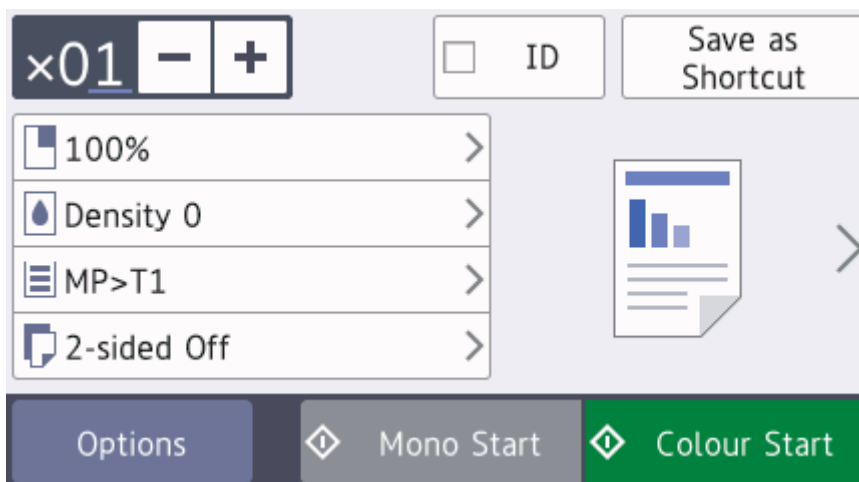 ×01 − +
ID
Save as
Shortcut
100%
Density 0
MP>T1
2-sided Off
Options
Mono Start
Colour Start